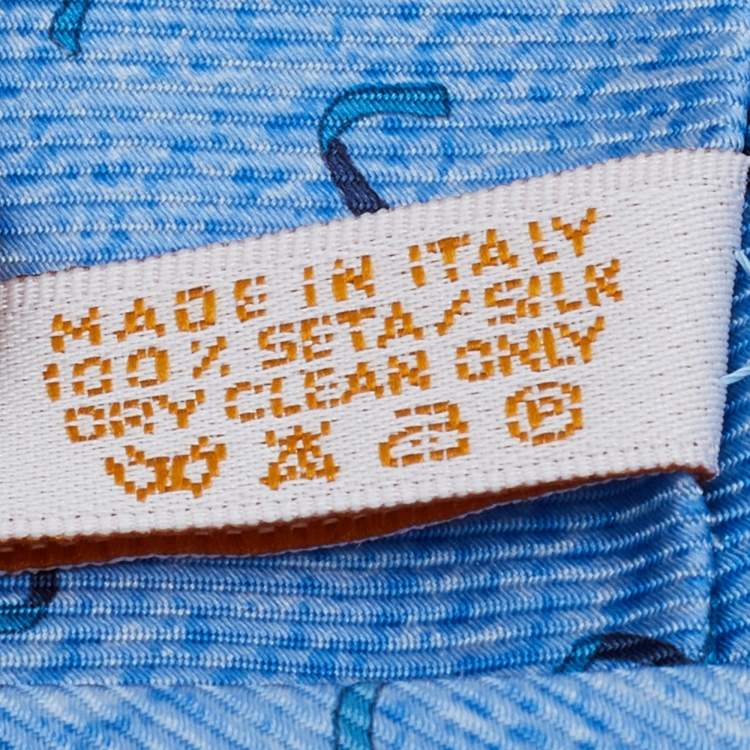 MADE IN ITALY
100% SETA/SILK
DRY CLEAN ONLY
P